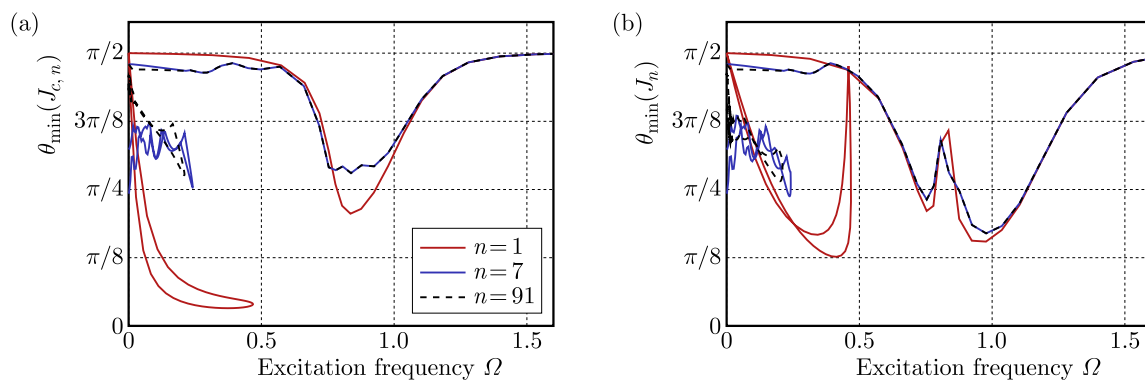 (a)
θmin(Jc, n)
π/2
3π/8
π/4
π/8
0
n = 1
n = 7
n = 91
0 0.5 1.0 1.5
Excitation frequency Ω
(b)
θmin(Jn)
π/2
3π/8
π/4
π/8
0
0 0.5 1.0 1.5
Excitation frequency Ω